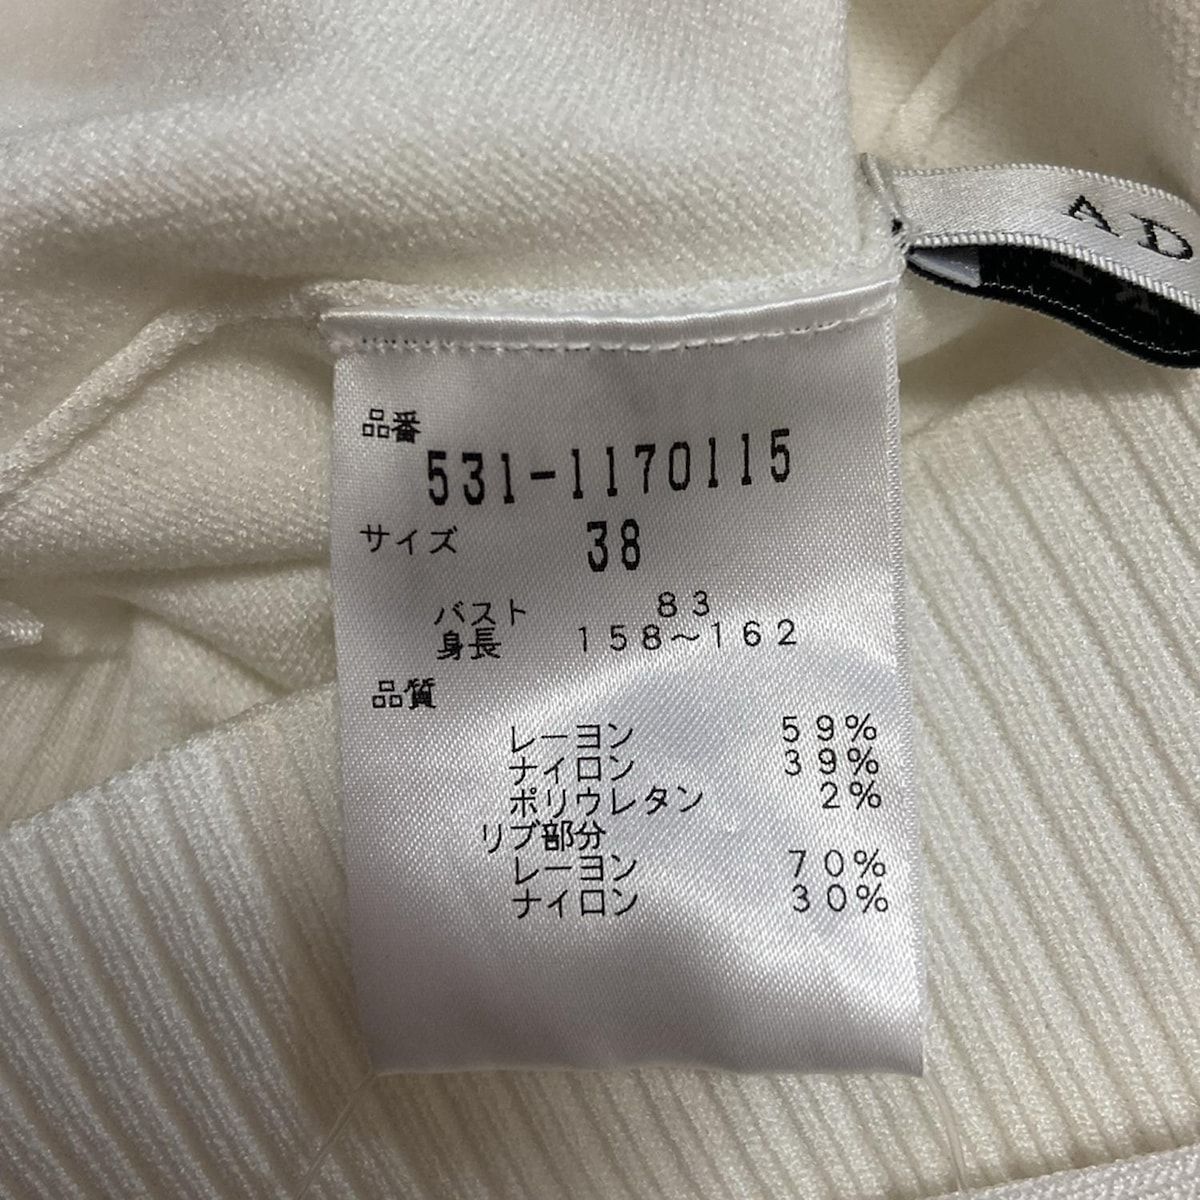 AD
品番
531-1170115
サイズ 38
バスト 83
身長 158～162
品質
レーヨン 59%
ナイロン 39%
ポリウレタン 2%
リブ部分
レーヨン 70%
ナイロン 30%